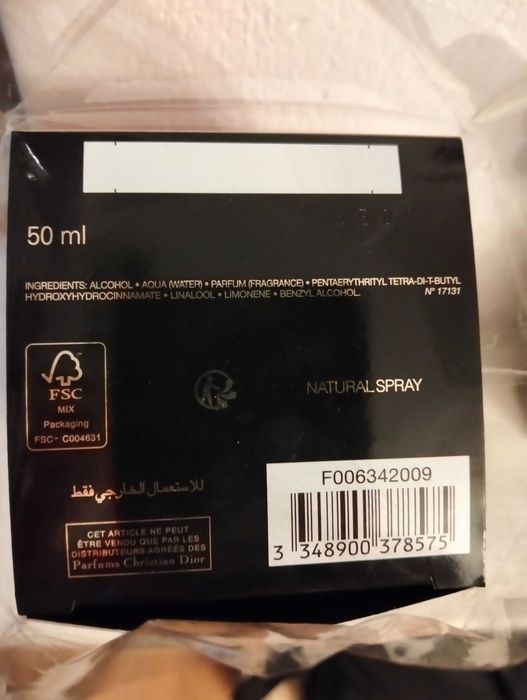 50 ml
INGREDIENTS: ALCOHOL • AQUA (WATER) • PARFUM (FRAGRANCE) • PENTAERYTHRITYL TETRA-DI-T-BUTYL
HYDROXYHYDROCINNAMATE • LINALOOL • LIMONENE • BENZYL ALCOHOL.
N° 17131
FSC
MIX
Packaging
FSC™ C004631
NATURAL SPRAY
للاستعمال الخارجي فقط
CET ARTICLE NE PEUT
ÊTRE VENDU QUE PAR LES
DISTRIBUTEURS AGRÉÉS DES
Parfums Christian Dior
F006342009
3 348900 378575